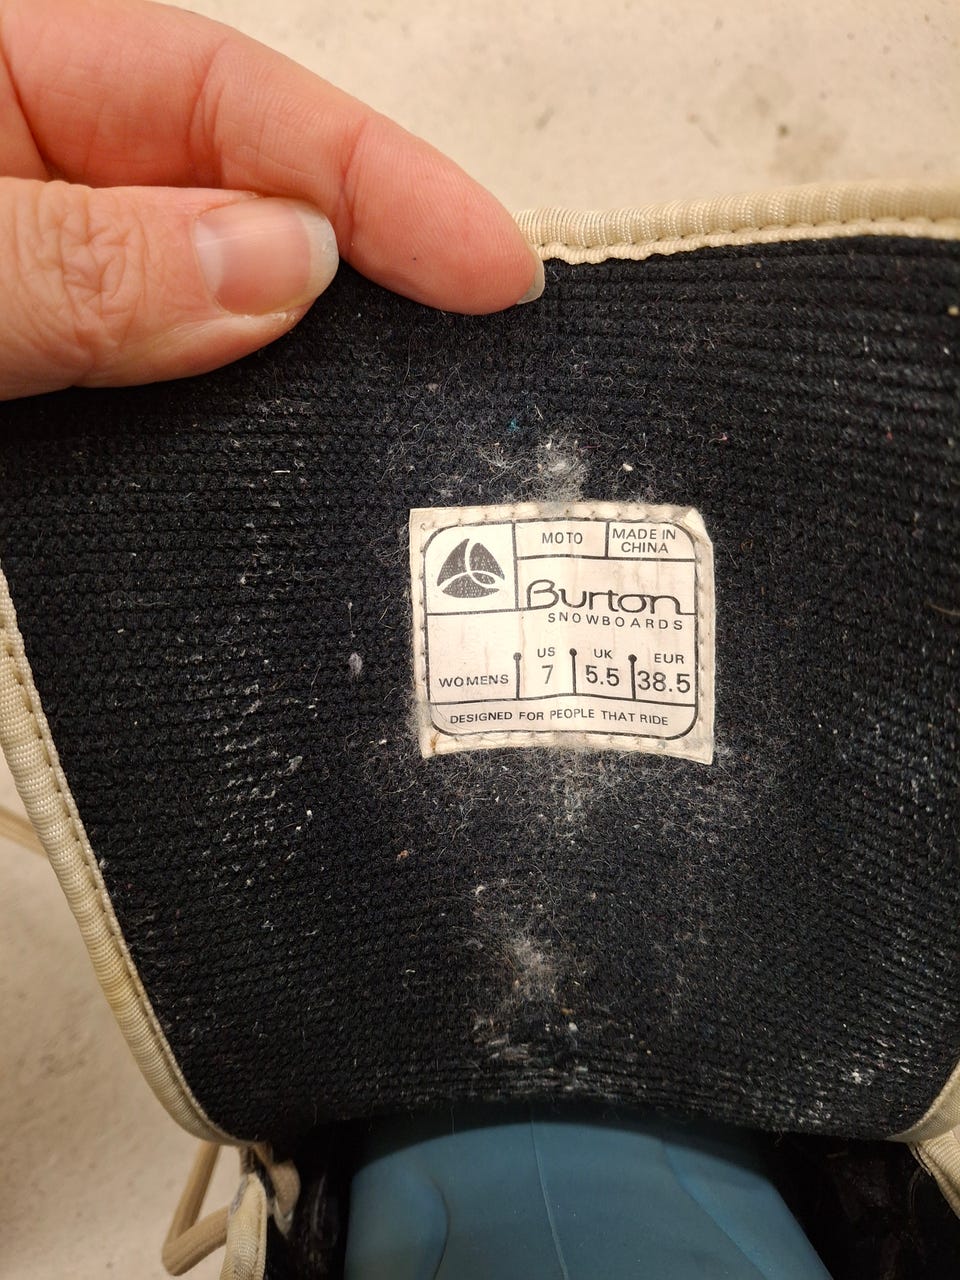 MOTO
MADE IN
CHINA
Burton
SNOWBOARDS
WOMENS
US
7
UK
5.5
EUR
38.5
DESIGNED FOR PEOPLE THAT RIDE